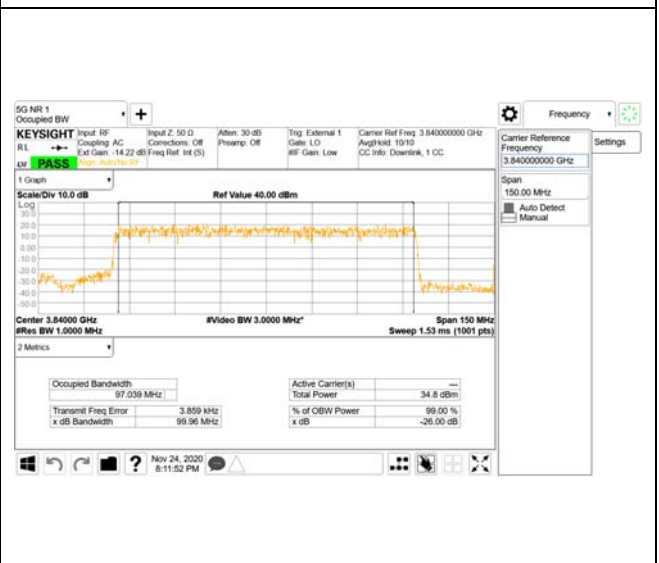 5G NR 1
Occupied BW
Frequency
KEYSIGHT Input: RF Input Z: 50 Ω Atten: 30 dB Trig: External 1 Carrier Ref Freq: 3.840000000 GHz
RL Coupling: AC Corrections: Off Preamp: Off Gate: LO Avg|Hold: 10/10
Ext Gain: -14.22 dB Freq Ref: Int (S) #IF Gain: Low CC Info: Downlink, 1 CC
PASS Align: Auto/No RF
Carrier Reference Frequency
3.840000000 GHz
Settings
Span
150.00 MHz
Auto Detect
Manual
1 Graph
Scale/Div 10.0 dB Ref Value 40.00 dBm
Log
30.0
20.0
10.0
0.00
-10.0
-20.0
-30.0
-40.0
-50.0
Center 3.84000 GHz #Video BW 3.0000 MHz* Span 150 MHz
#Res BW 1.0000 MHz Sweep 1.53 ms (1001 pts)
2 Metrics
Occupied Bandwidth
97.039 MHz
Active Carrier(s) ---
Total Power 34.8 dBm
Transmit Freq Error 3.859 kHz
x dB Bandwidth 99.96 MHz
% of OBW Power 99.00 %
x dB -26.00 dB
Nov 24, 2020
8:11:52 PM